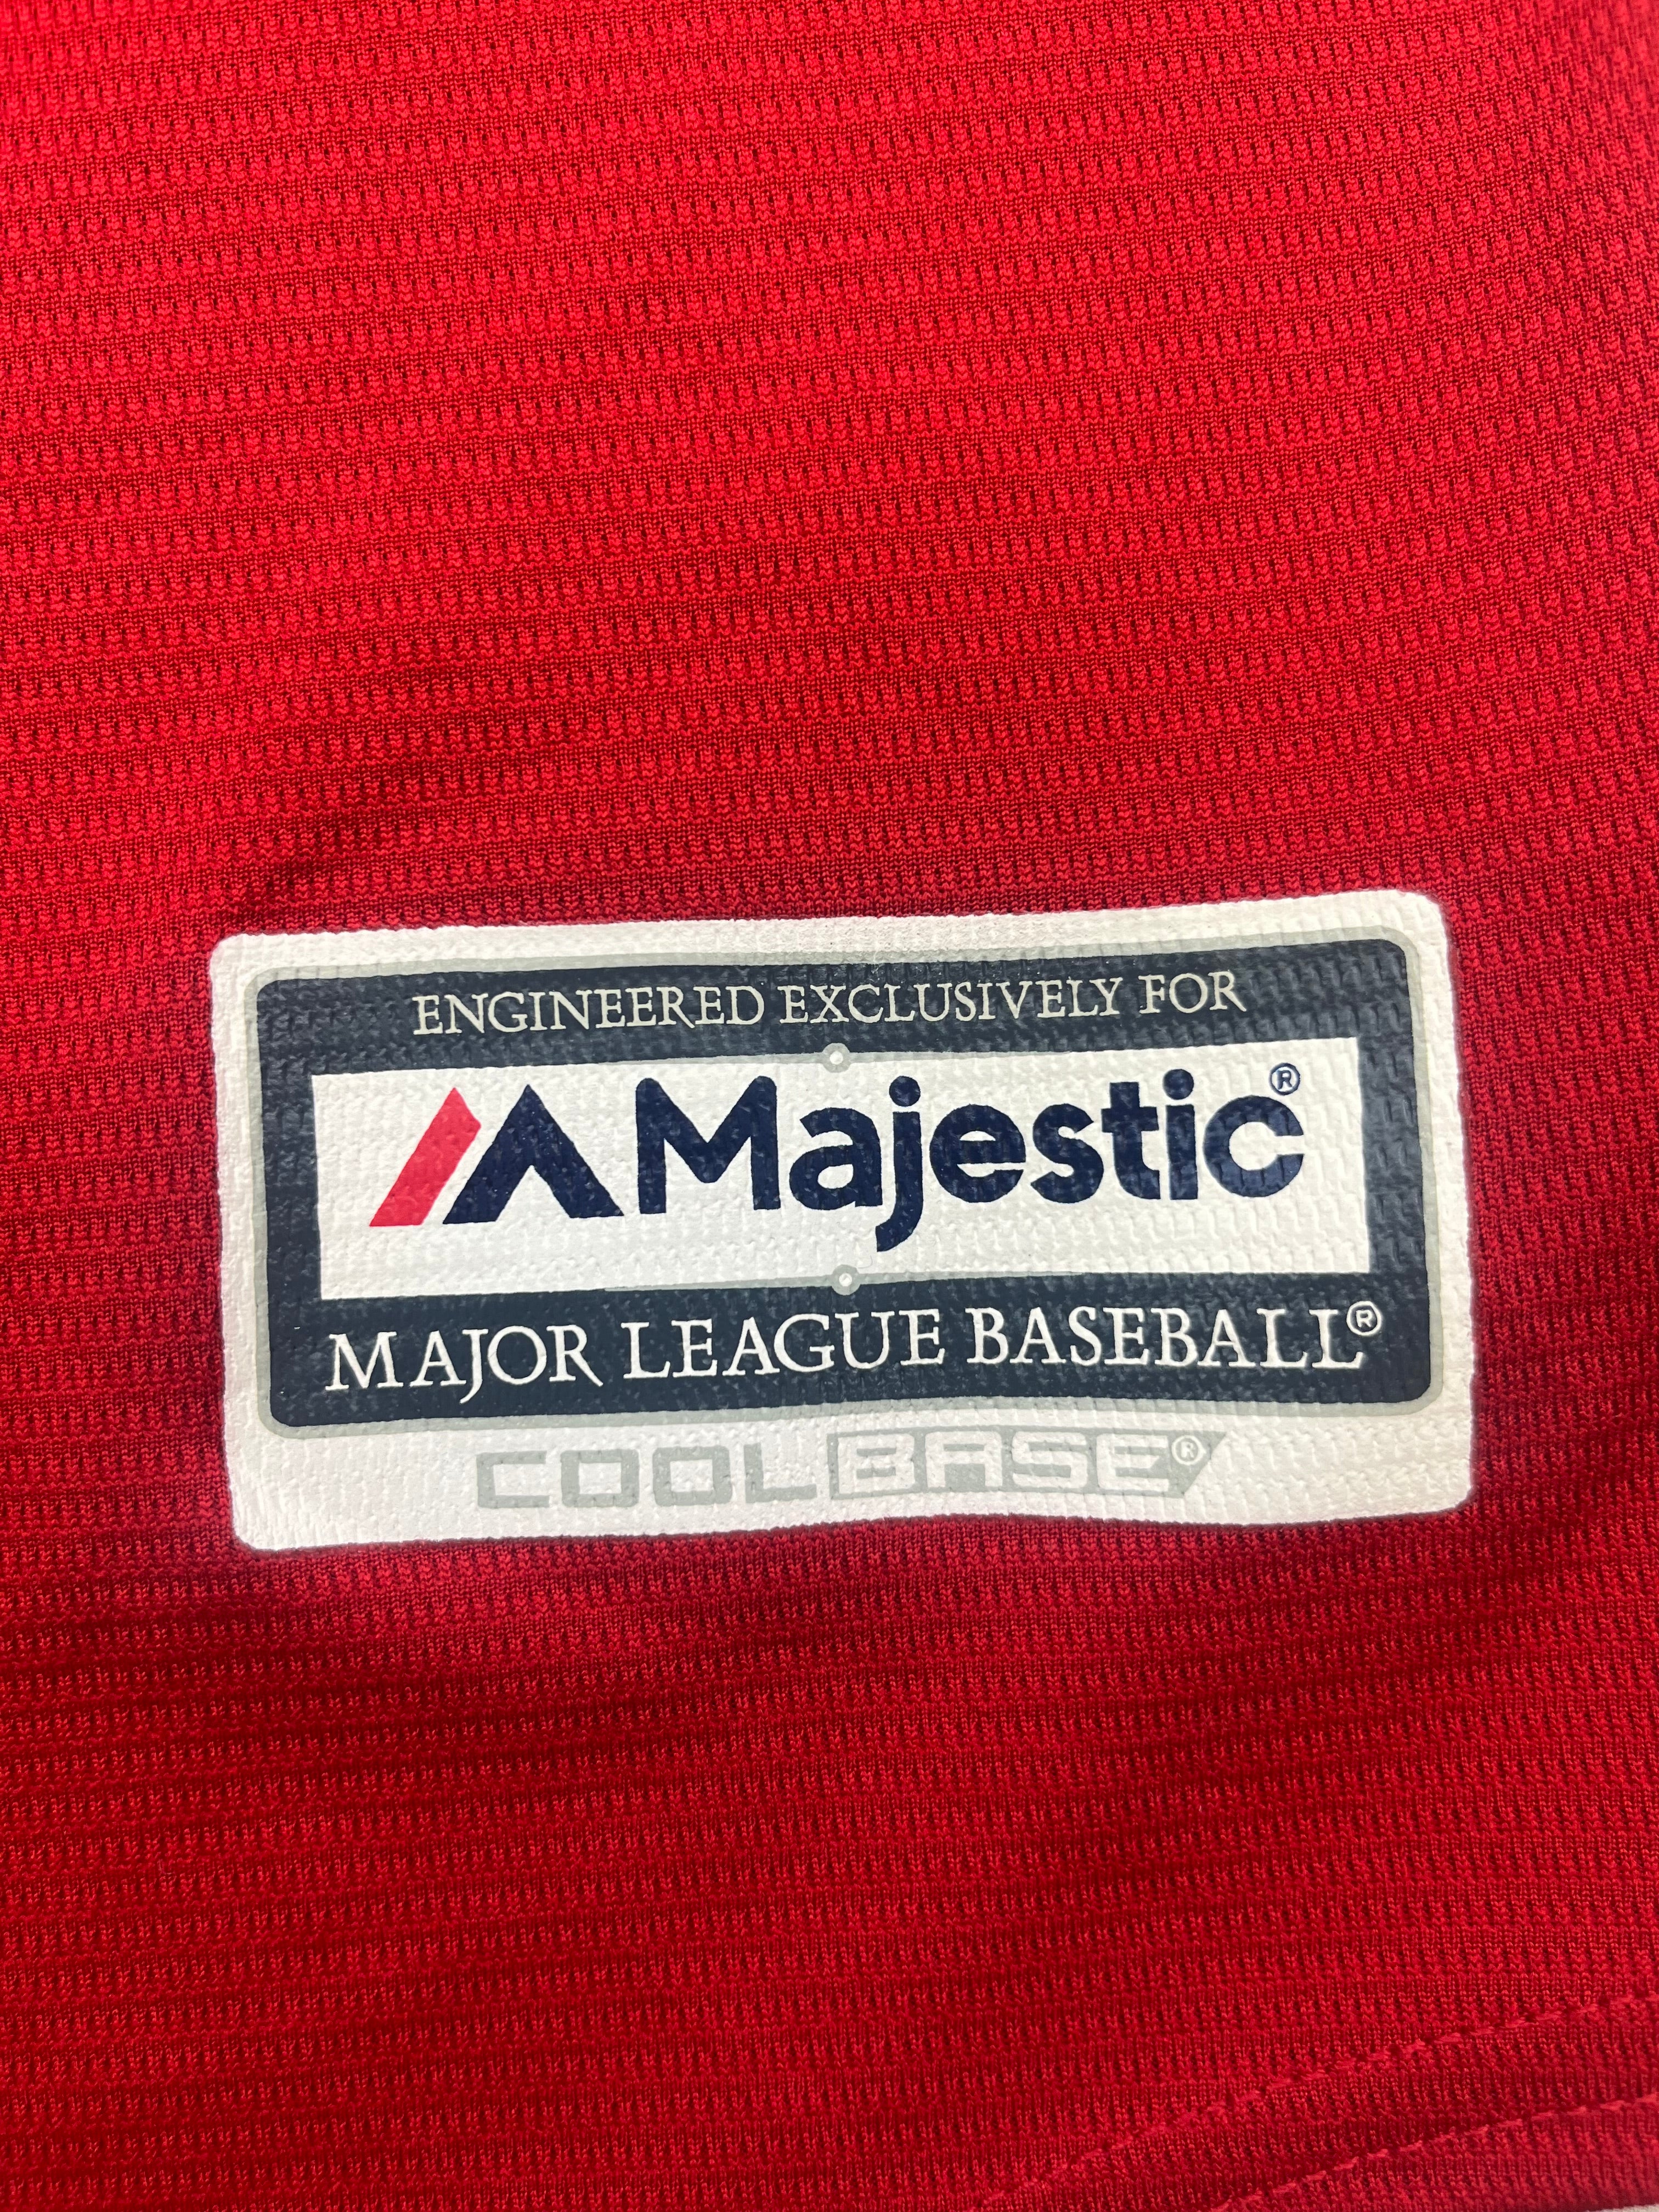 ENGINEERED EXCLUSIVELY FOR
Majestic®
MAJOR LEAGUE BASEBALL®
COOLBASE®